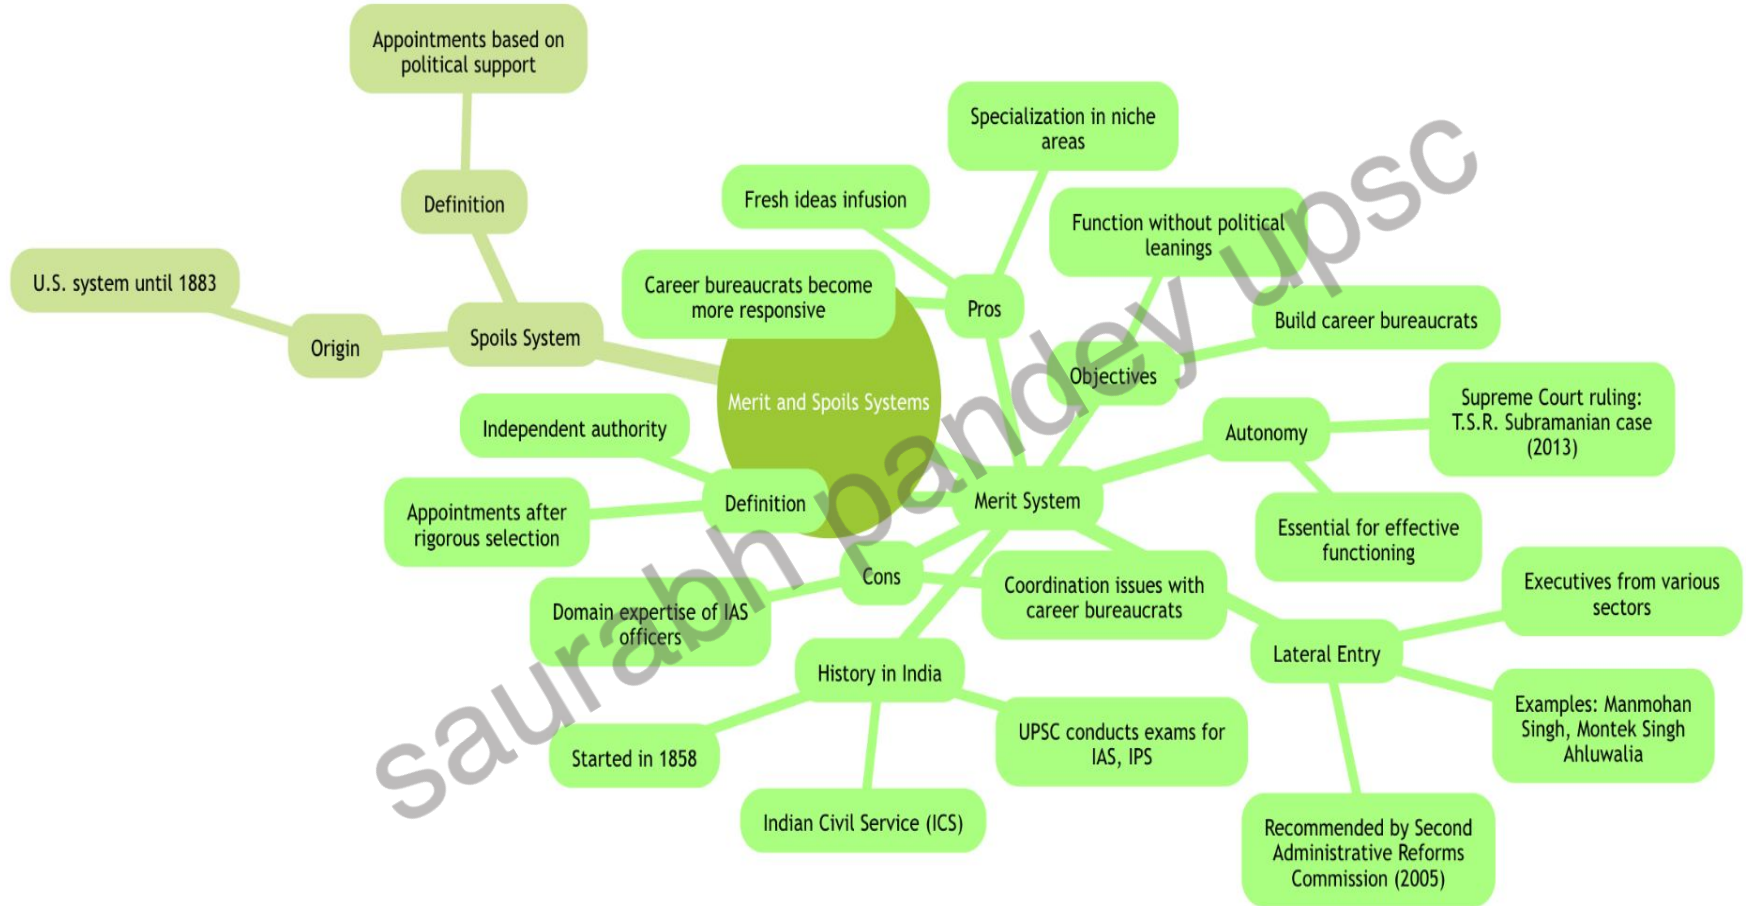 Appointments based on
political support
Definition
U.S. system until 1883
Origin
Spoils System
Merit and Spoils Systems
Specialization in niche
areas
Fresh ideas infusion
Career bureaucrats become
more responsive
Pros
Function without political
leanings
Build career bureaucrats
Objectives
Supreme Court ruling:
T.S.R. Subramanian case
(2013)
Autonomy
Essential for effective
functioning
Merit System
Independent authority
Definition
Appointments after
rigorous selection
Cons
Domain expertise of IAS
officers
Coordination issues with
career bureaucrats
History in India
Started in 1858
Indian Civil Service (ICS)
UPSC conducts exams for
IAS, IPS
Lateral Entry
Executives from various
sectors
Examples: Manmohan
Singh, Montek Singh
Ahluwalia
Recommended by Second
Administrative Reforms
Commission (2005)
saurabh pandey upsc